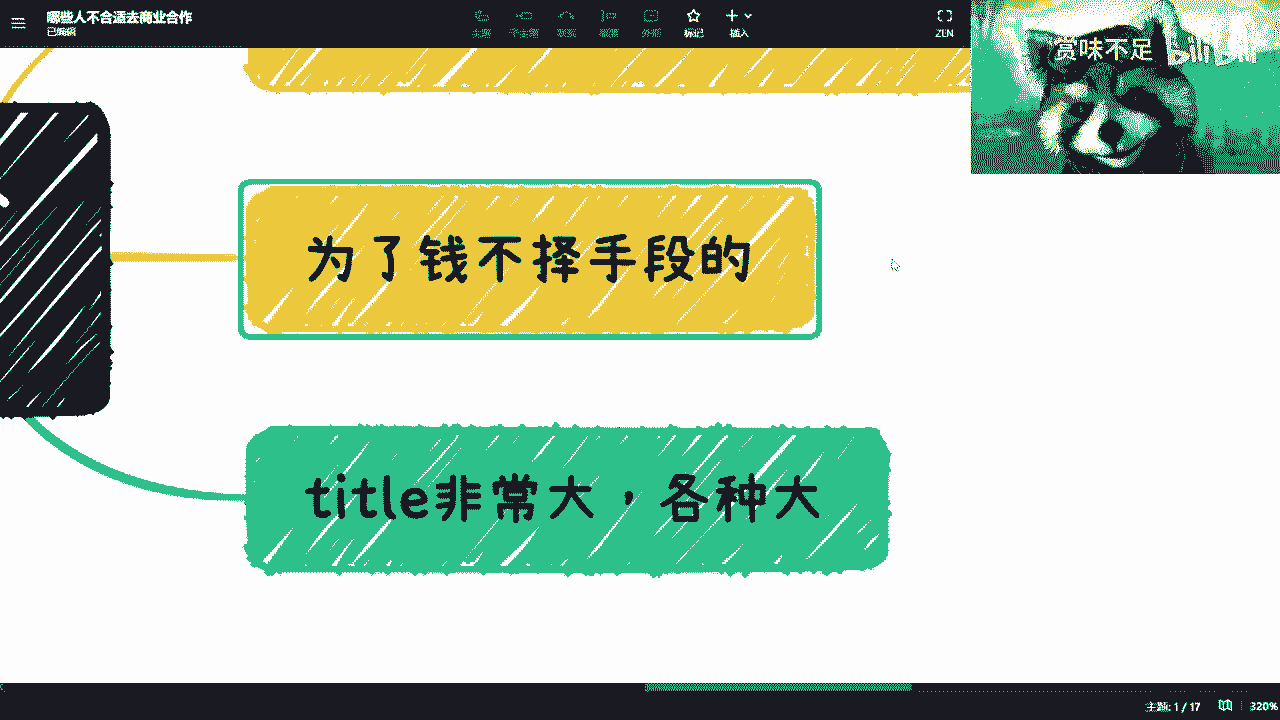 哪些人不合适去商业合作
已编辑
主题
子主题
联系
概要
外框
标记
插入
ZEN
赏味不足 bilibili
为了钱不择手段的
title非常大，各种大
主题: 1 / 17
320%